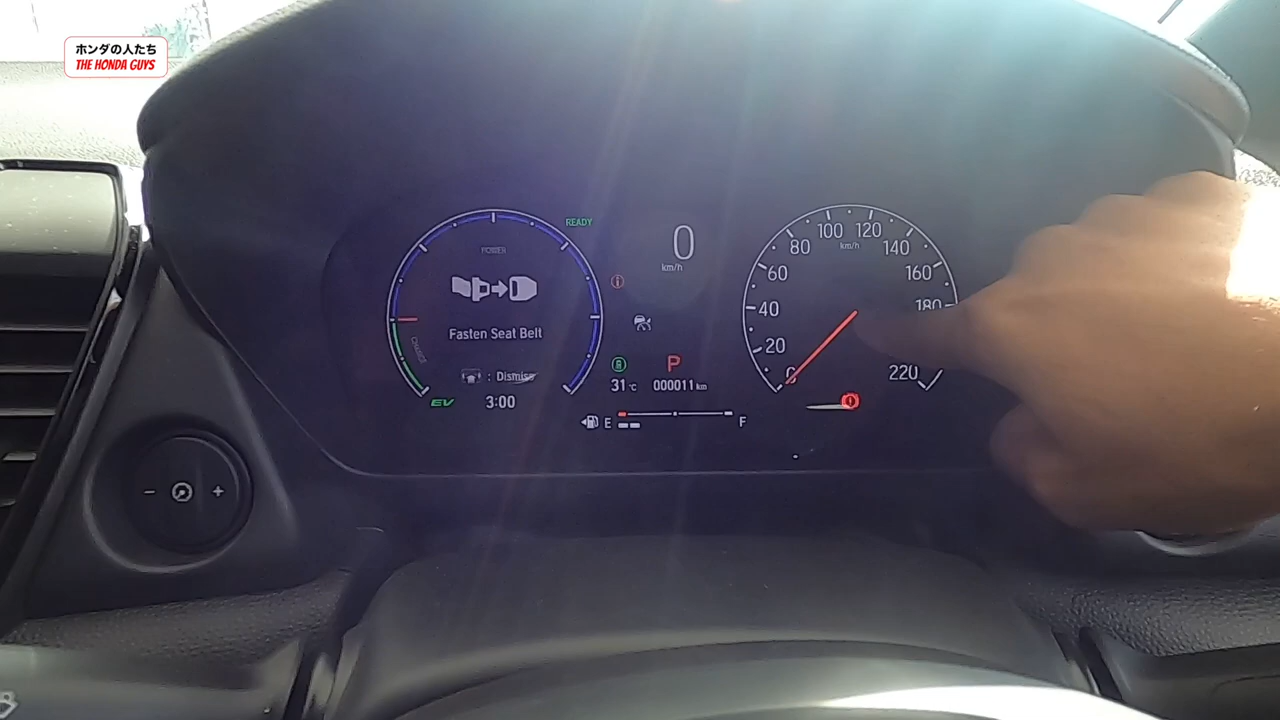 ホンダの人たち
THE HONDA GUYS
READY
POWER
0
km/h
Fasten Seat Belt
CHARGE
: Dismiss
EV
3:00
31°C
P
000011 km
E
F
0
20
40
60
80
100
120
140
160
180
220
km/h
− +